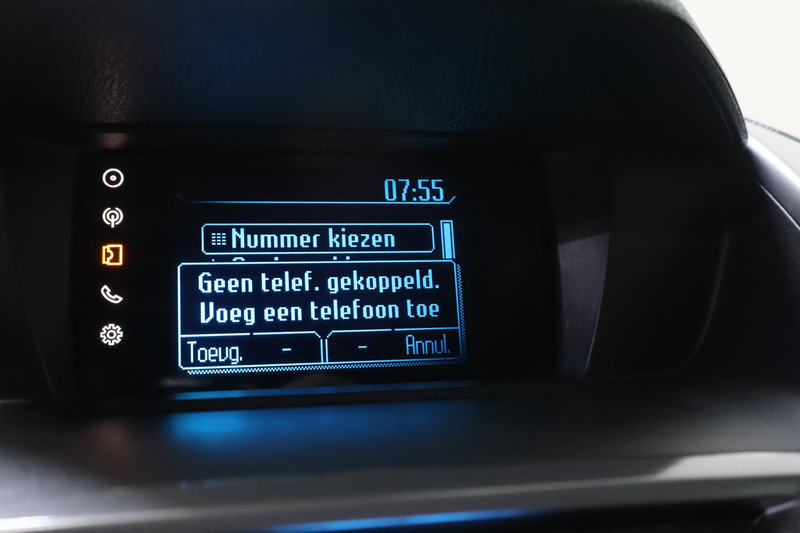 07:55
Nummer kiezen
Geen telef. gekoppeld.
Voeg een telefoon toe
Toevg. - - Annul.